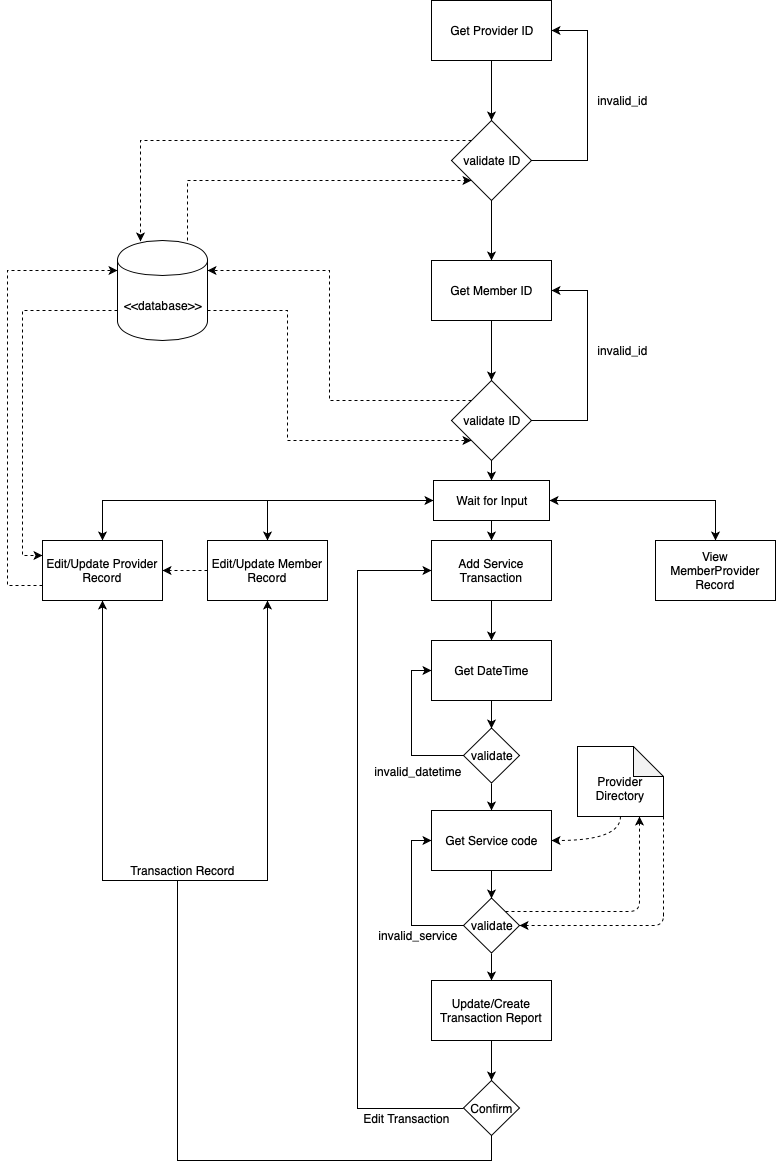 Get Provider ID
invalid_id
validate ID
Get Member ID
<<database>>
invalid_id
validate ID
Wait for Input
Edit/Update Provider
Record
Edit/Update Member
Record
Add Service
Transaction
View
MemberProvider
Record
Get DateTime
validate
invalid_datetime
Provider
Directory
Get Service code
Transaction Record
validate
invalid_service
Update/Create
Transaction Report
Confirm
Edit Transaction